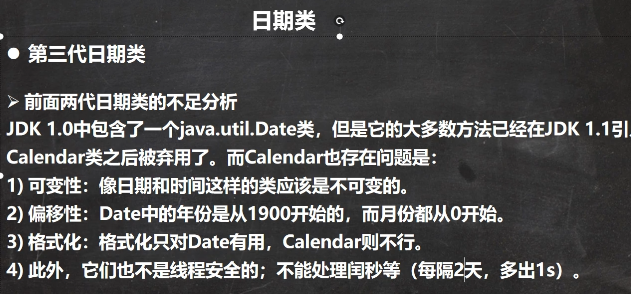 日期类
● 第三代日期类
➢ 前面两代日期类的不足分析
JDK 1.0中包含了一个java.util.Date类，但是它的大多数方法已经在JDK 1.1引
Calendar类之后被弃用了。而Calendar也存在问题是：
1) 可变性：像日期和时间这样的类应该是不可变的。
2) 偏移性：Date中的年份是从1900开始的，而月份都从0开始。
3) 格式化：格式化只对Date有用，Calendar则不行。
4) 此外，它们也不是线程安全的；不能处理闰秒等（每隔2天，多出1s）。